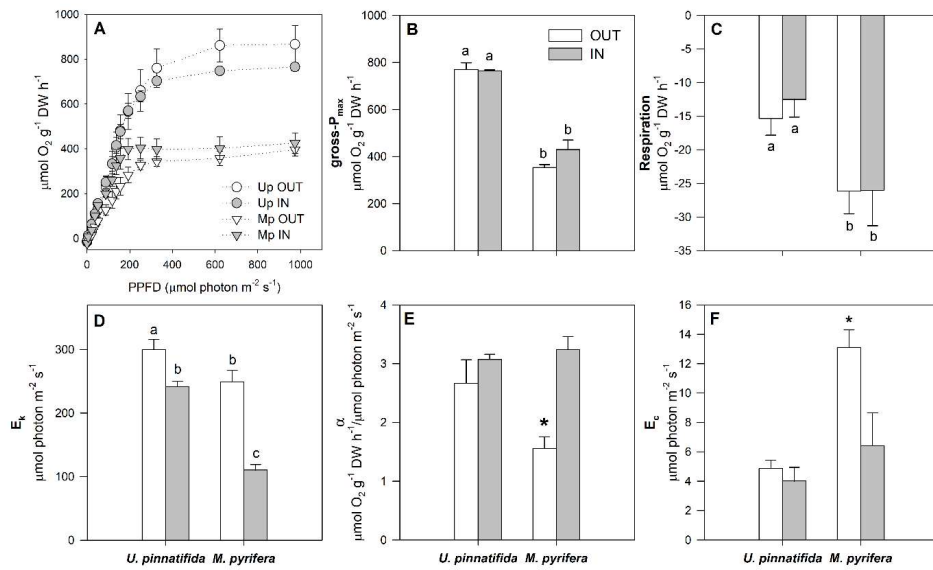 A
μmol O2 g-1 DW h-1
1000
800
600
400
200
0
Up OUT
Up IN
Mp OUT
Mp IN
0 200 400 600 800 1000
PPFD (μmol photon m-2 s-1)
B
gross-Pmax
μmol O2 g-1 DW h-1
1000
800
600
400
200
0
OUT
IN
a a
b b
C
Respiration
μmol O2 g-1 DW h-1
0
-5
-10
-15
-20
-25
-30
-35
a a
b b
D
Ek
μmol photon m-2 s-1
300
200
100
0
a b b c
U. pinnatifida M. pyrifera
E
α
μmol O2 g-1 DW h-1/μmol photon m-2 s-1
4
3
2
1
0
*
U. pinnatifida M. pyrifera
F
Ec
μmol photon m-2 s-1
16
14
12
10
8
6
4
2
0
*
U. pinnatifida M. pyrifera